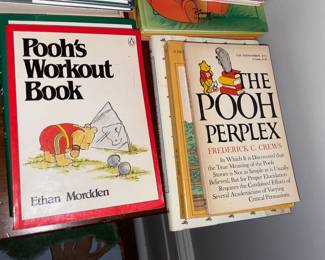 Pooh's
Workout
Book
Ethan Mordden
THE
POOH
PERPLEX
FREDERICK C. CREWS
In Which It is Discovered that
the True Meaning of the Pooh
Stories is Not as Simple as is Usually
Believed, But for Proper Elucidation
Requires the Combined Efforts of
Several Academicians of Varying
Critical Persuasions